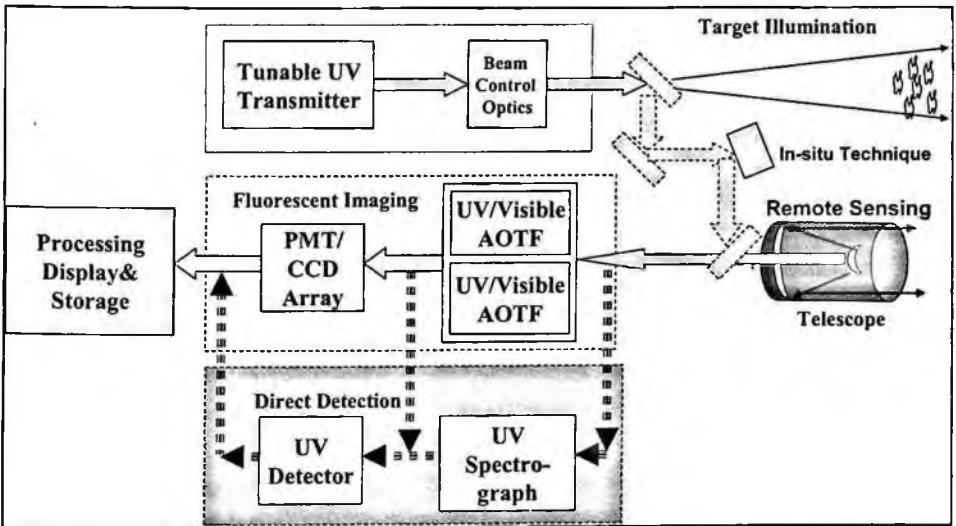 Target Illumination
Tunable UV
Transmitter
Beam
Control
Optics
In-situ Technique
Fluorescent Imaging
UV/Visible
AOTF
Remote Sensing
Processing
Display&
Storage
PMT/
CCD
Array
UV/Visible
AOTF
Telescope
Direct Detection
UV
Detector
UV
Spectro-
graph